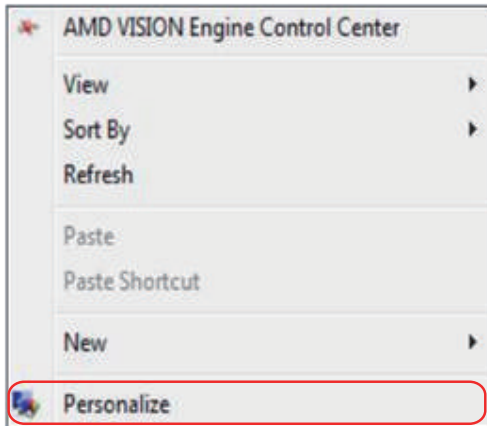 AMD VISION Engine Control Center
View
Sort By
Refresh
Paste
Paste Shortcut
New
Personalize